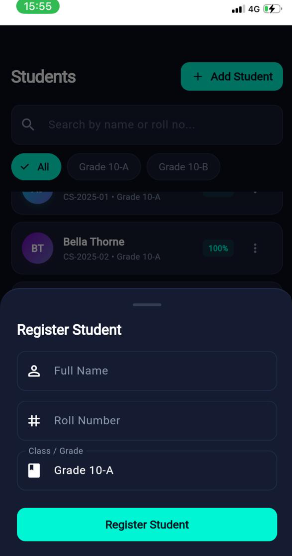 15:55
4G
Students
+ Add Student
Search by name or roll no...
All
Grade 10-A
Grade 10-B
CS-2025-01 • Grade 10-A
BT
Bella Thorne
CS-2025-02 • Grade 10-A
100%
Register Student
Full Name
# Roll Number
Class / Grade
Grade 10-A
Register Student